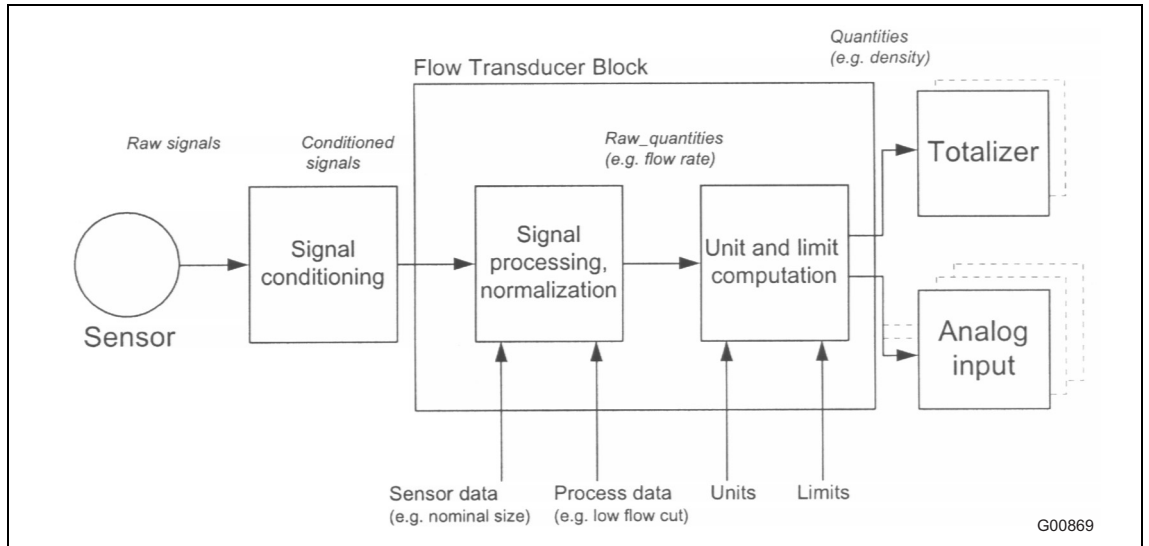 Quantities
(e.g. density)
Flow Transducer Block
Raw signals
Conditioned
signals
Raw_quantities
(e.g. flow rate)
Totalizer
Sensor
Signal
conditioning
Signal
processing,
normalization
Unit and limit
computation
Analog
input
Sensor data
(e.g. nominal size)
Process data
(e.g. low flow cut)
Units
Limits
G00869